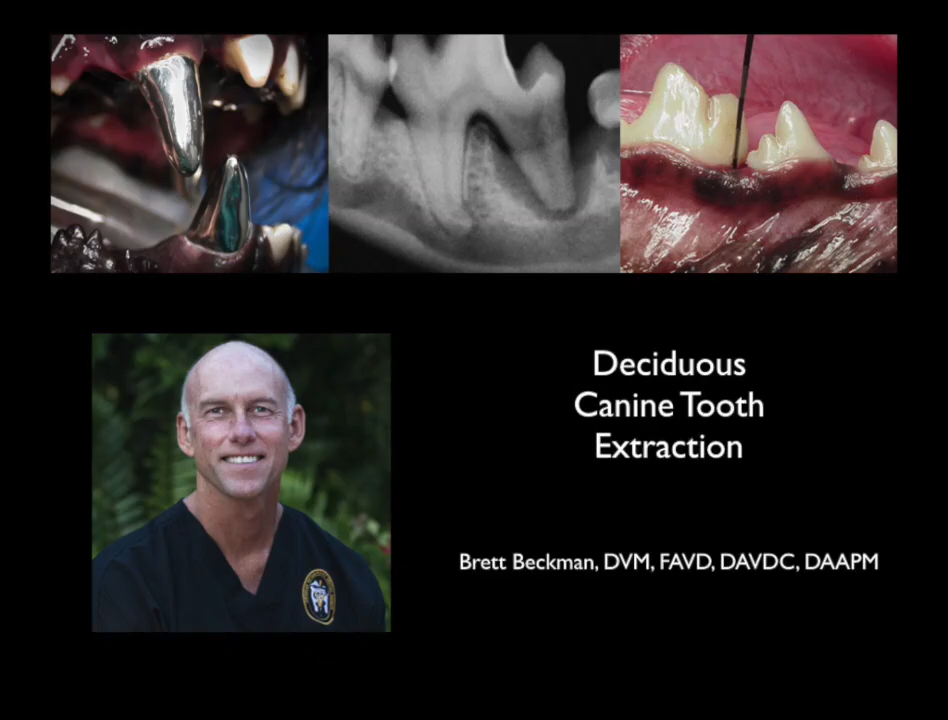 Deciduous
Canine Tooth
Extraction
Brett Beckman, DVM, FAVD, DAVDC, DAAPM